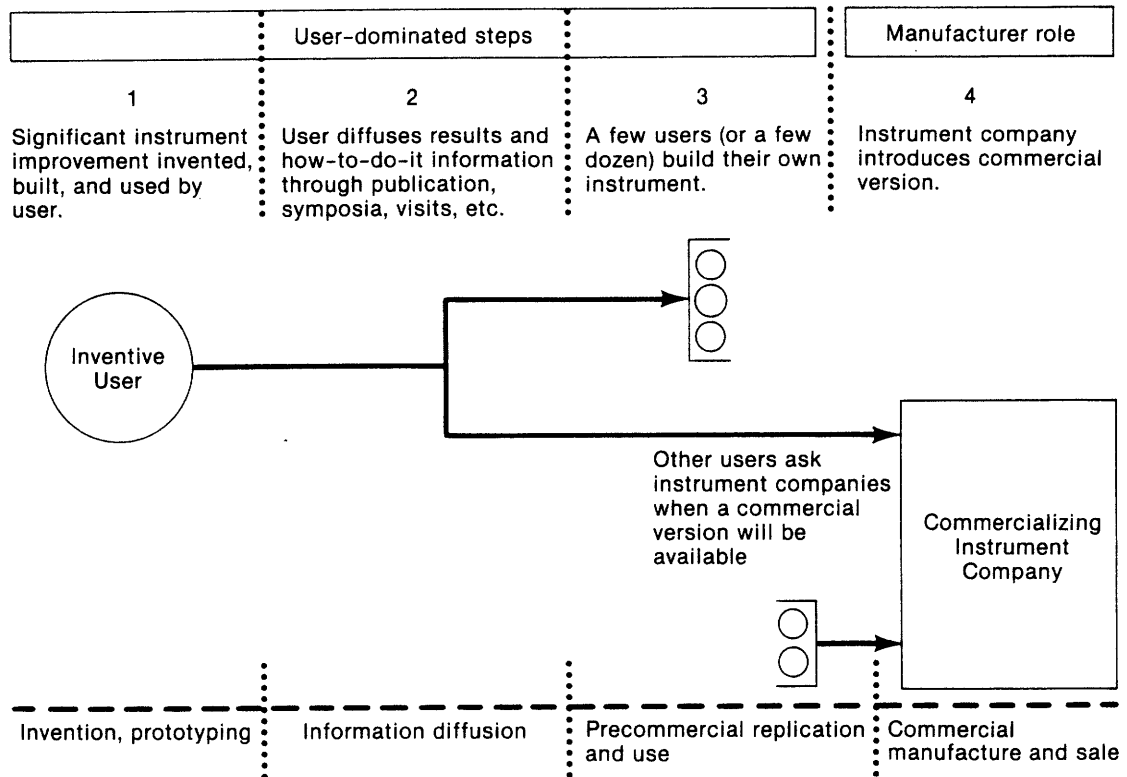 User-dominated steps
Manufacturer role
1
Significant instrument
improvement invented,
built, and used by
user.
2
User diffuses results and
how-to-do-it information
through publication,
symposia, visits, etc.
3
A few users (or a few
dozen) build their own
instrument.
4
Instrument company
introduces commercial
version.
Inventive
User
Other users ask
instrument companies
when a commercial
version will be
available
Commercializing
Instrument
Company
Invention, prototyping
Information diffusion
Precommercial replication
and use
Commercial
manufacture and sale